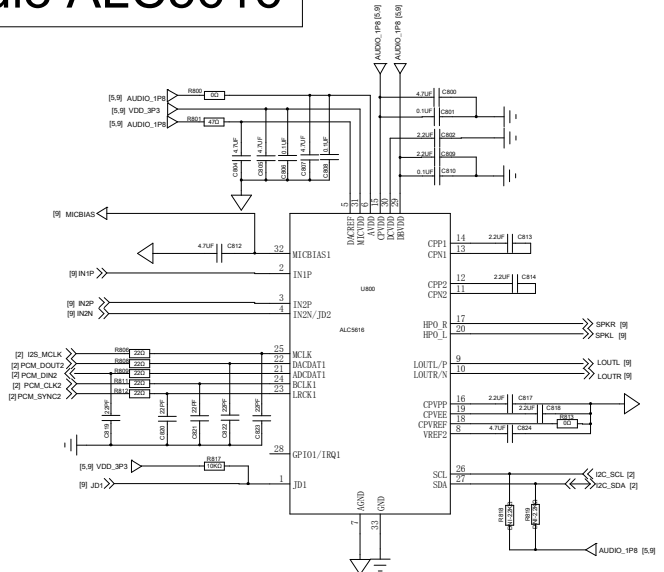 AUDIO_1P8 [5,9]
AUDIO_1P8 [5,9]
[5,9] AUDIO_1P8
R800
0Ω
[5,9] VDD_3P3
[5,9] AUDIO_1P8
R801
47Ω
4.7UF C800
0.1UF C801
2.2UF C802
2.2UF C809
0.1UF C810
4.7UF C804
4.7UF C805
0.1UF C806
4.7UF C807
0.1UF C808
5 DACREF
31 MICVDD
6 AVDD
15 CPVDD
30 DCVDD
29 DBVDD
[9] MICBIAS
4.7UF C812
32 MICBIAS1
[9] IN1P
2 IN1P
[9] IN2P
3 IN2P
[9] IN2N
4 IN2N/JD2
U800
ALC5616
14 CPP1
13 CPN1
2.2UF C813
12 CPP2
11 CPN2
2.2UF C814
17 HPO_R
20 HPO_L
SPKR [9]
SPKL [9]
9 LOUTL/P
10 LOUTR/N
LOUTL [9]
LOUTR [9]
[2] I2S_MCLK
22Ω
25 MCLK
[2] PCM_DOUT2
R808
22Ω
22 DACDAT1
[2] PCM_DIN2
R809
22Ω
21 ADCDAT1
[2] PCM_CLK2
R811
22Ω
24 BCLK1
[2] PCM_SYNC2
R812
22Ω
23 LRCK1
22PF C819
22PF C820
22PF C821
22PF C822
22PF C823
16 CPVPP
19 CPVEE
18 CPVREF
8 VREF2
2.2UF C817
2.2UF C818
R813
0Ω
4.7UF C824
28 GPIO1/IRQ1
[5,9] VDD_3P3
R817
10KΩ
[9] JD1
1 JD1
26 SCL
27 SDA
I2C_SCL [2]
I2C_SDA [2]
R818
DNI-2.2KΩ
R819
DNI-2.2KΩ
AUDIO_1P8 [5,9]
AGND
7
GND
33